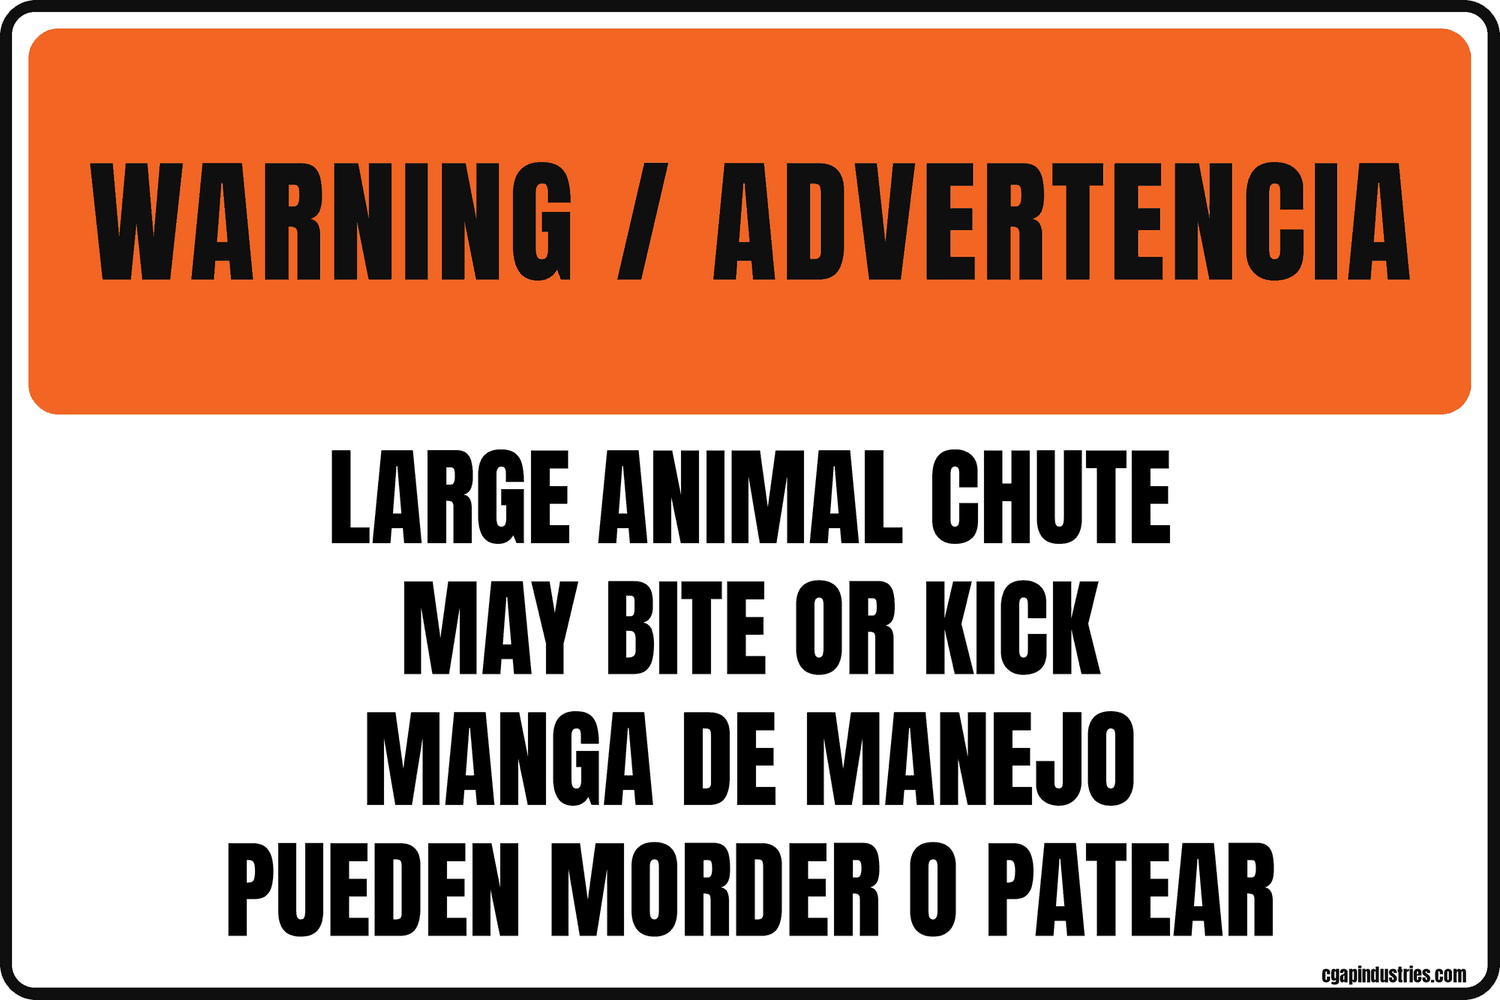 WARNING / ADVERTENCIA
LARGE ANIMAL CHUTE
MAY BITE OR KICK
MANGA DE MANEJO
PUEDEN MORDER O PATEAR
cgapindustries.com